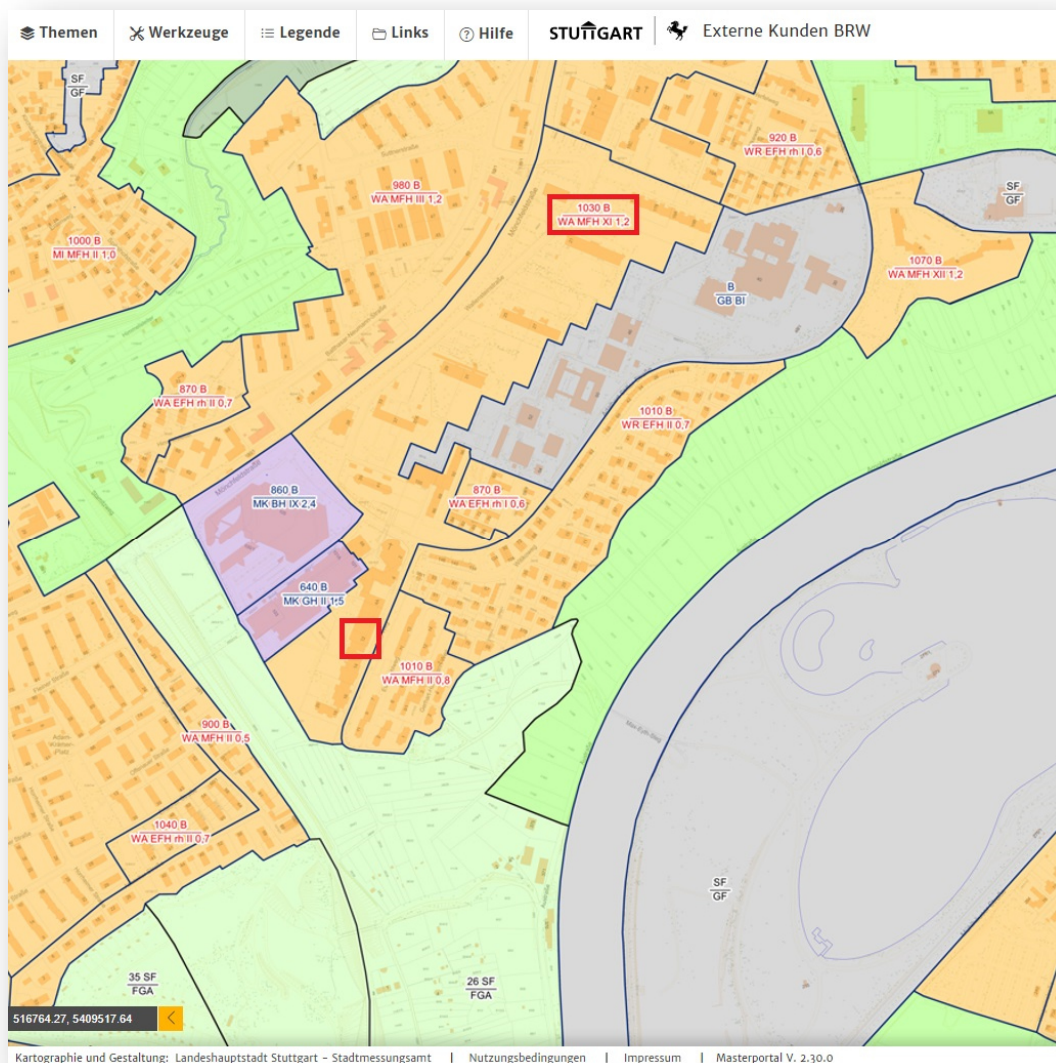 Themen
Werkzeuge
Legende
Links
Hilfe
STUTTGART
Externe Kunden BRW
SF
GF
920 B
WR EFH rh I 0,6
980 B
WA MFH III 1,2
1030 B
WA MFH XI 1,2
SF
GF
1000 B
MI MFH II 1,0
1070 B
WA MFH XII 1,2
B
GB BI
870 B
WA EFH rh II 0,7
1010 B
WR EFH II 0,7
860 B
MK BH IX 2,4
870 B
WA EFH rh I 0,6
640 B
MK GH II 1,5
1010 B
WA MFH II 0,8
900 B
WA MFH II 0,5
1040 B
WA EFH rh II 0,7
SF
GF
35 SF
FGA
26 SF
FGA
516764.27, 5409517.64
Kartographie und Gestaltung: Landeshauptstadt Stuttgart - Stadtmessungsamt | Nutzungsbedingungen | Impressum | Masterportal V. 2.30.0